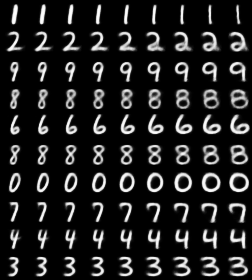 1 1 1 1 1 1 1 1 1
2 2 2 2 2 2 2 2 2
9 9 9 9 9 9 9 9 9
8 8 8 8 8 8 8 8 8
6 6 6 6 6 6 6 6 6
8 8 8 8 8 8 8 8 8
0 0 0 0 0 0 0 0 0
7 7 7 7 7 7 7 7 7
4 4 4 4 4 4 4 4 4
3 3 3 3 3 3 3 3 3